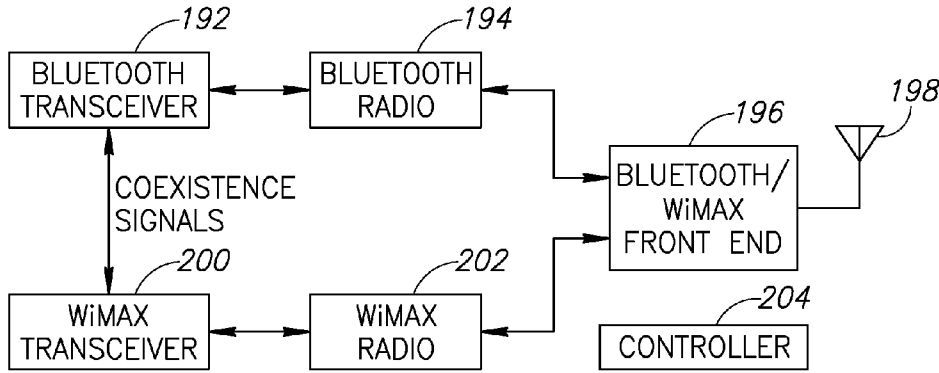 192
BLUETOOTH
TRANSCEIVER
194
BLUETOOTH
RADIO
196
BLUETOOTH/
WiMAX
FRONT END
198
COEXISTENCE
SIGNALS
200
WiMAX
TRANSCEIVER
202
WiMAX
RADIO
204
CONTROLLER